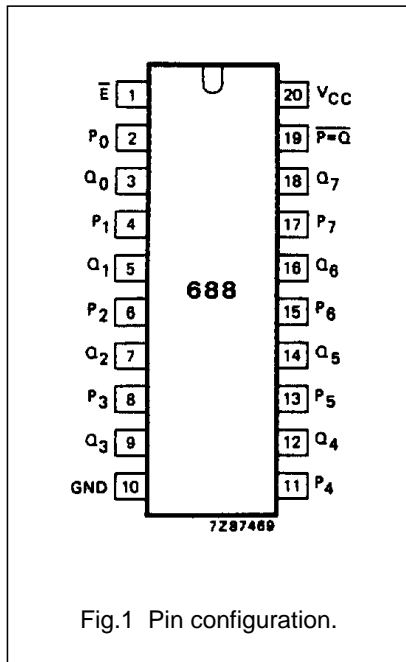 E̅ 1 20 VCC
P0 2 19 P̅=̅Q̅
Q0 3 18 Q7
P1 4 17 P7
Q1 5 16 Q6
688
P2 6 15 P6
Q2 7 14 Q5
P3 8 13 P5
Q3 9 12 Q4
GND 10 11 P4
7Z87469
Fig.1 Pin configuration.